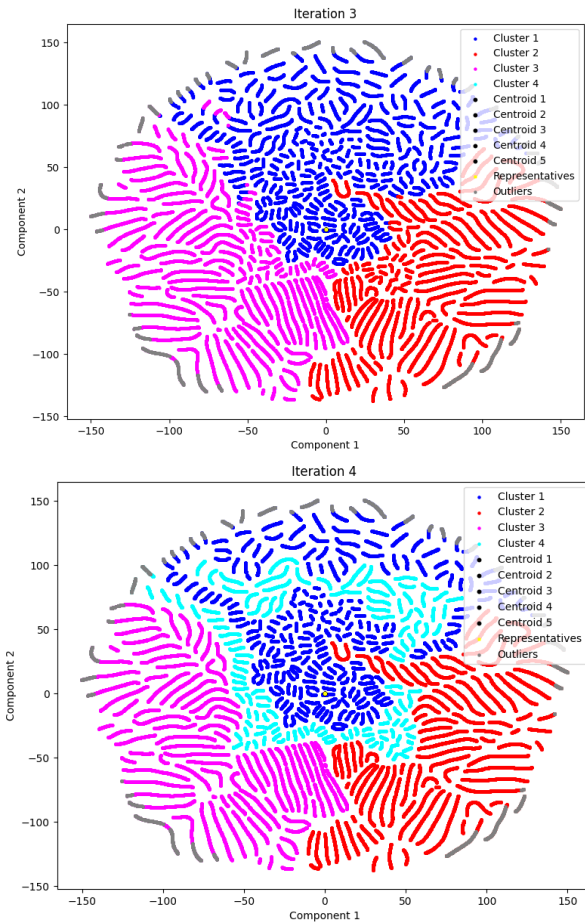 Iteration 3
Cluster 1
Cluster 2
Cluster 3
Cluster 4
Centroid 1
Centroid 2
Centroid 3
Centroid 4
Centroid 5
Representatives
Outliers
150
100
50
0
−50
−100
−150
Component 2
−150
−100
−50
0
50
100
150
Component 1
Iteration 4
Cluster 1
Cluster 2
Cluster 3
Cluster 4
Centroid 1
Centroid 2
Centroid 3
Centroid 4
Centroid 5
Representatives
Outliers
150
100
50
0
−50
−100
−150
Component 2
−150
−100
−50
0
50
100
150
Component 1